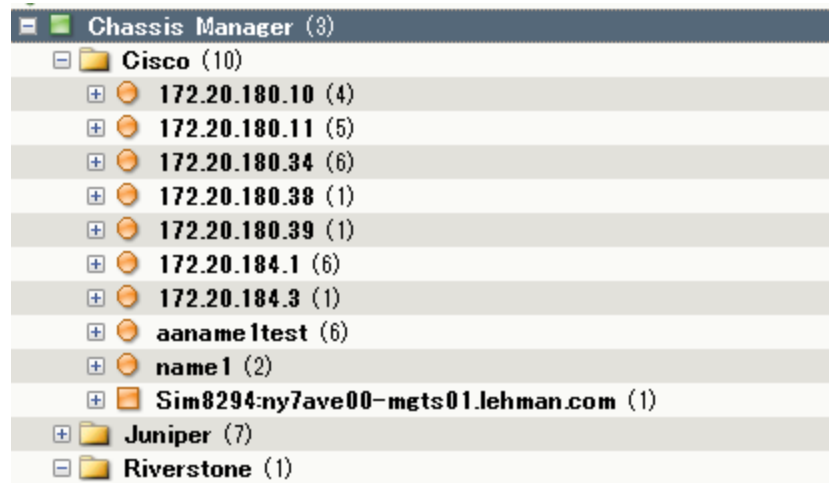 Chassis Manager (3)
Cisco (10)
172.20.180.10 (4)
172.20.180.11 (5)
172.20.180.34 (6)
172.20.180.38 (1)
172.20.180.39 (1)
172.20.184.1 (6)
172.20.184.3 (1)
aaname1test (6)
name1 (2)
Sim8294:ny7ave00-mgts01.lehman.com (1)
Juniper (7)
Riverstone (1)